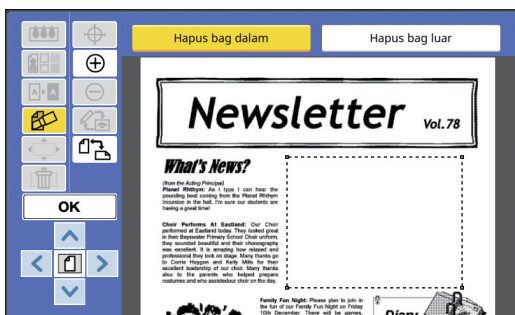 Hapus bag dalam
Hapus bag luar
A A
OK
Newsletter Vol.78
What's News?
(from the Acting Principal)
Planet Rhthym: As I type I can hear the
pounding beat coming from the Planet Rhthym
Incursion in the hall. I'm sure our students are
having a great time!
Choir Performs At Eastland: Our Choir
performed at Eastland today. They looked great
in their Bayswater Primary School Choir uniform,
they sounded beautiful and their choreography
was excellent. It is amazing how relaxed and
professional they look on stage. Many thanks go
to Corrie Huygen and Kelly Mills for their
excellent leadership of our choir. Many thanks
also to the parents who helped prepare
costumes and who assistedour choir on the day.
Family Fun Night: Please plan to join in
the fun of our Family Fun Night on Friday
10th December. There will be games,
Diary